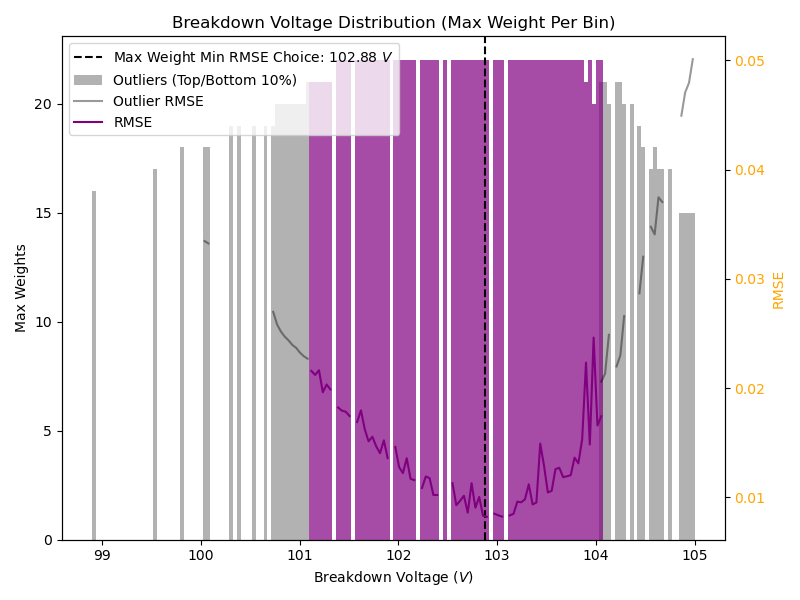 Breakdown Voltage Distribution (Max Weight Per Bin)
Max Weight Min RMSE Choice: 102.88 V
Outliers (Top/Bottom 10%)
Outlier RMSE
RMSE
Max Weights
20
15
10
5
0
0.05
0.04
0.03
0.02
0.01
RMSE
99 100 101 102 103 104 105
Breakdown Voltage (V)